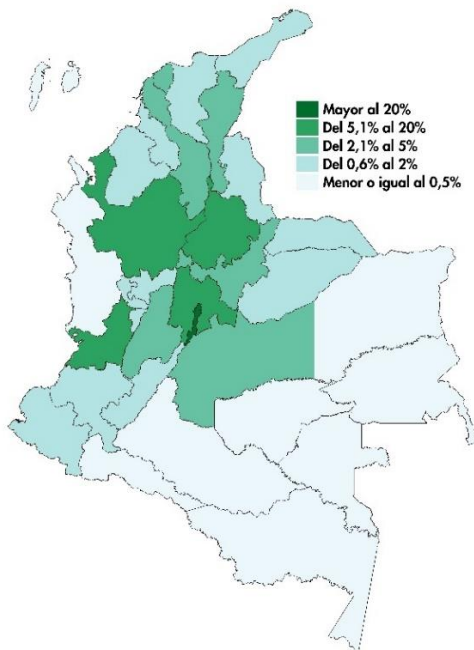 Mayor al 20%
Del 5,1% al 20%
Del 2,1% al 5%
Del 0,6% al 2%
Menor o igual al 0,5%